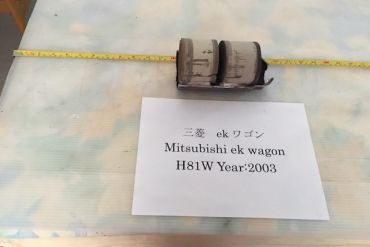 三菱　ekワゴン
Mitsubishi ek wagon
H81W Year:2003